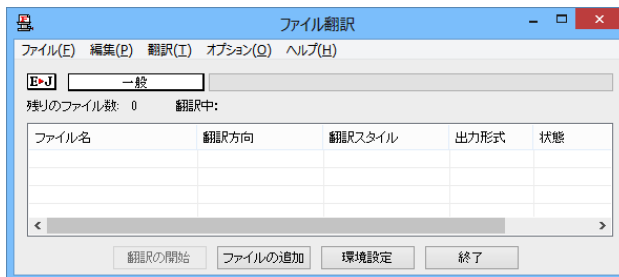 ファイル翻訳
ファイル(F) 編集(P) 翻訳(T) オプション(O) ヘルプ(H)
E▸J 一般
残りのファイル数: 0 翻訳中:
ファイル名 翻訳方向 翻訳スタイル 出力形式 状態
翻訳の開始 ファイルの追加 環境設定 終了